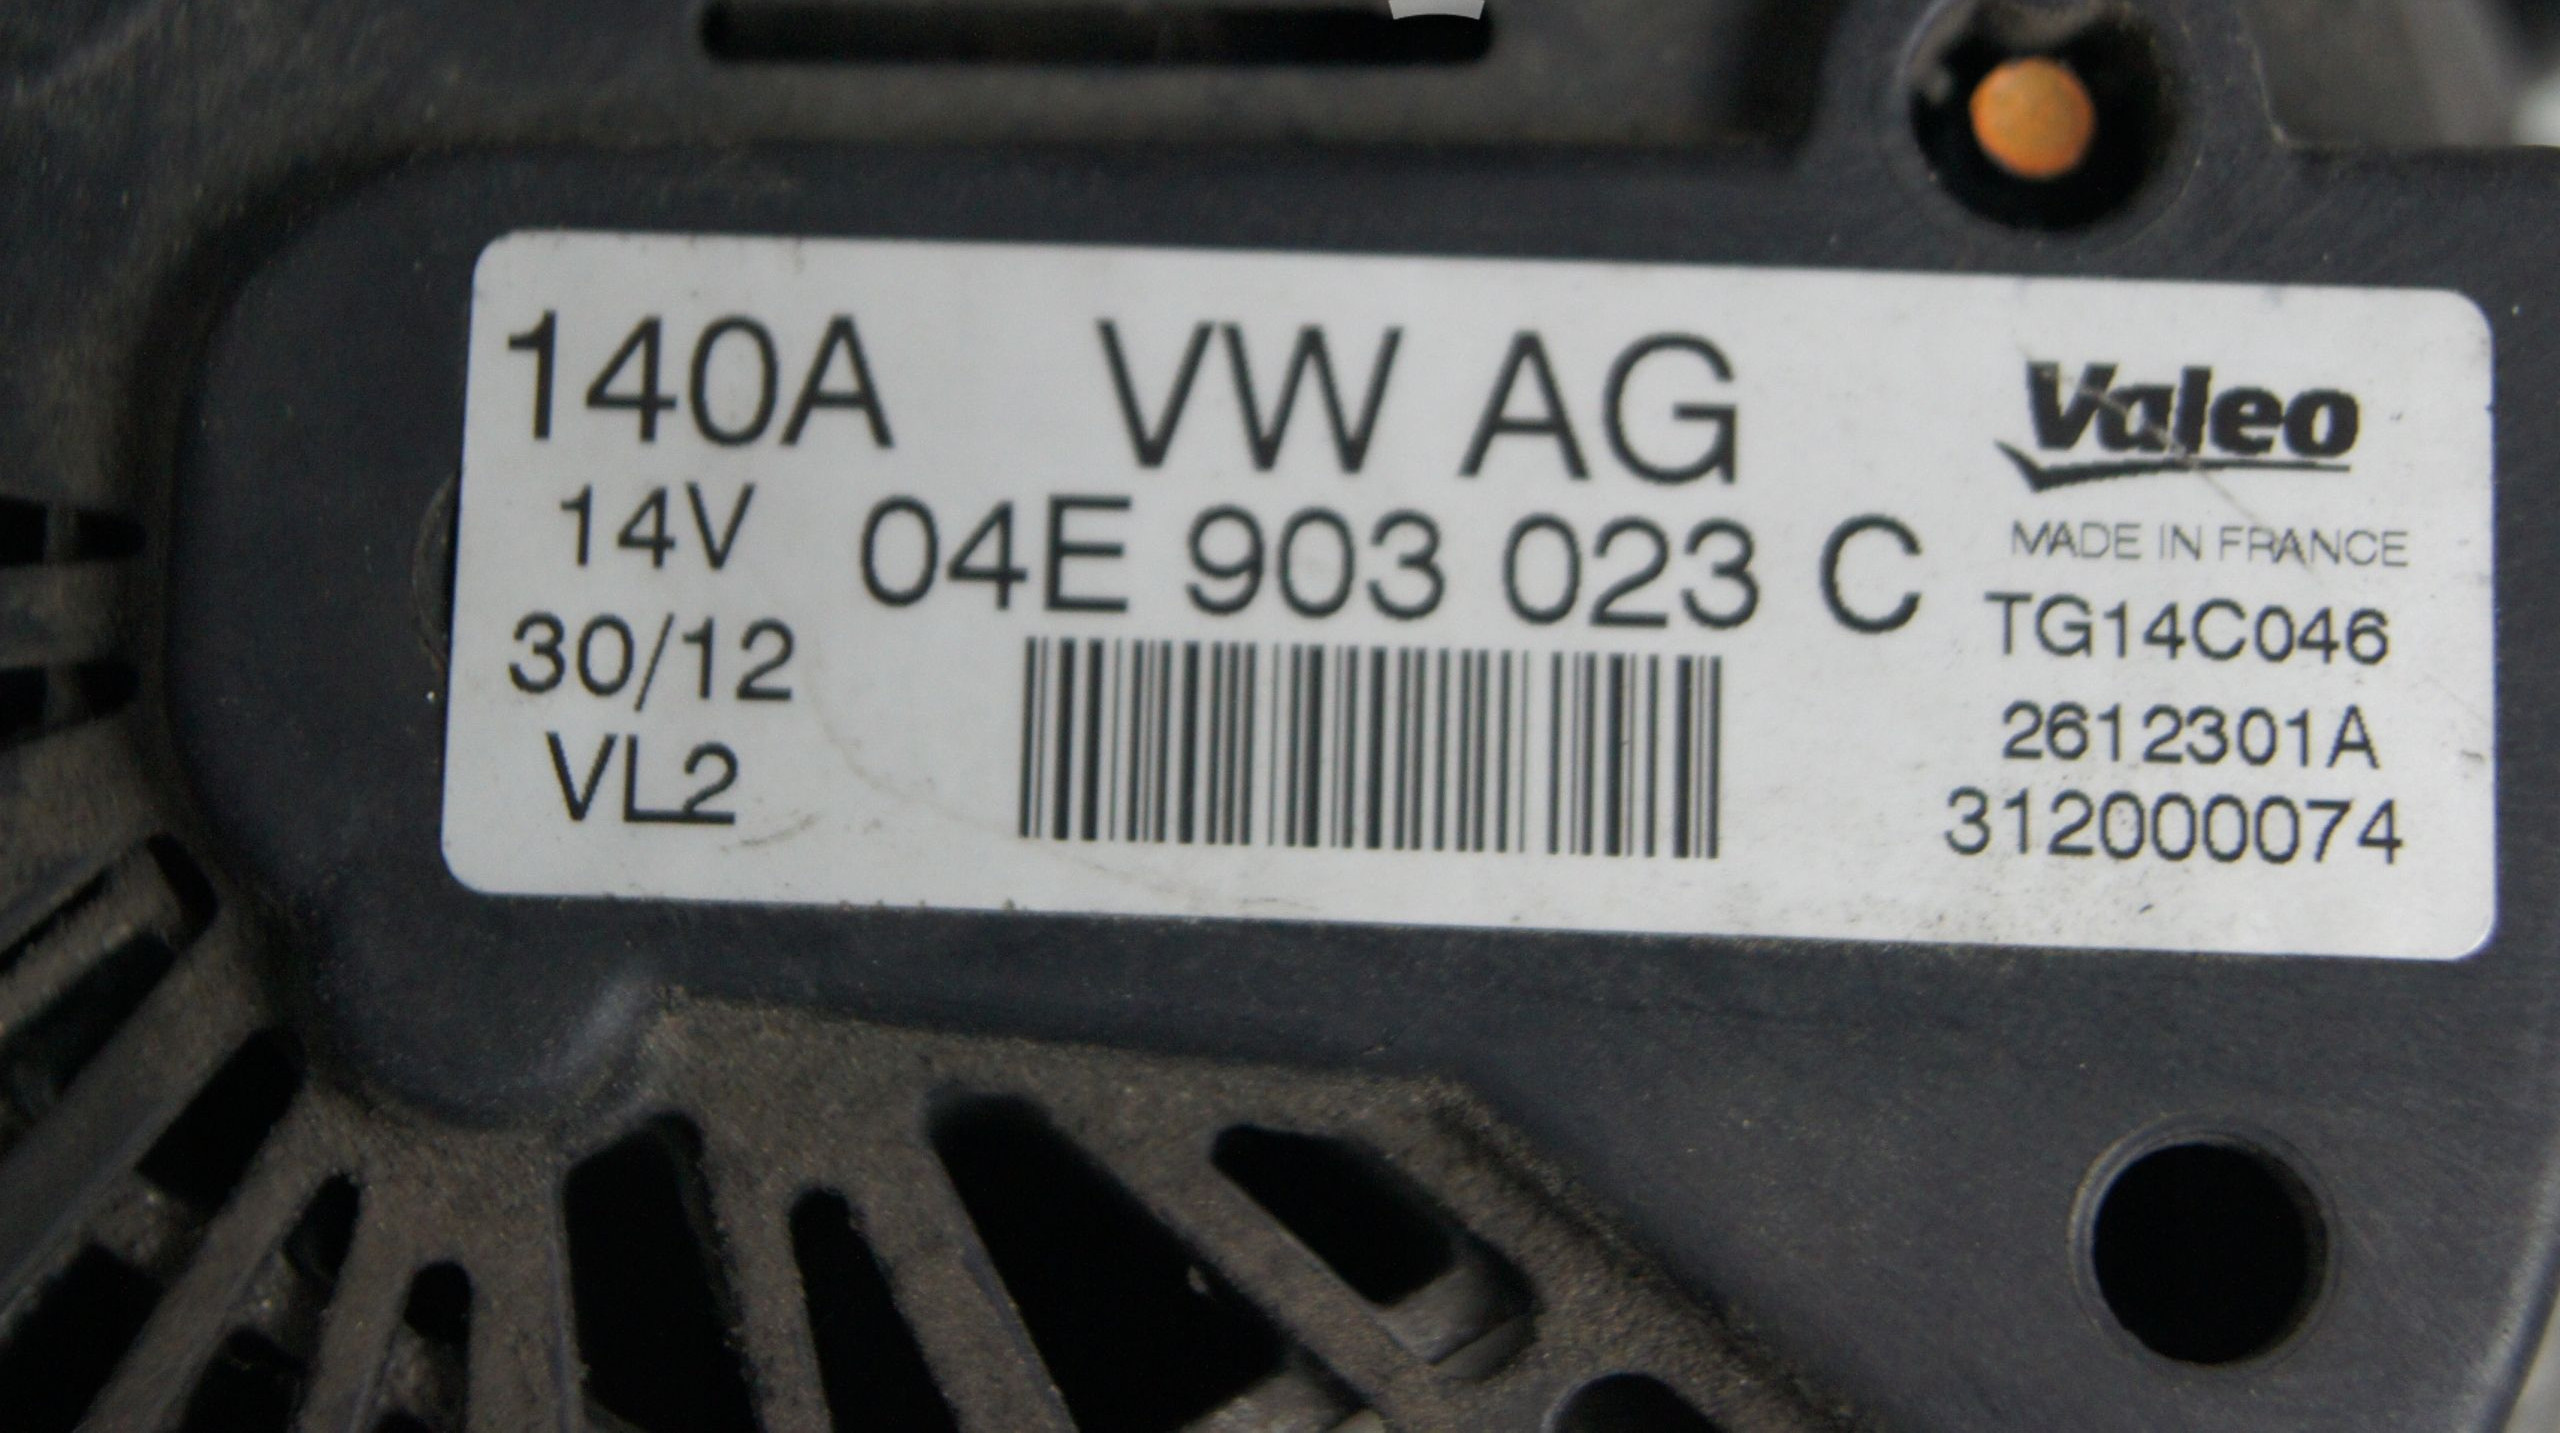 140A
VW AG
14V
04E 903 023 C
30/12
VL2
Valeo
MADE IN FRANCE
TG14C046
2612301A
312000074